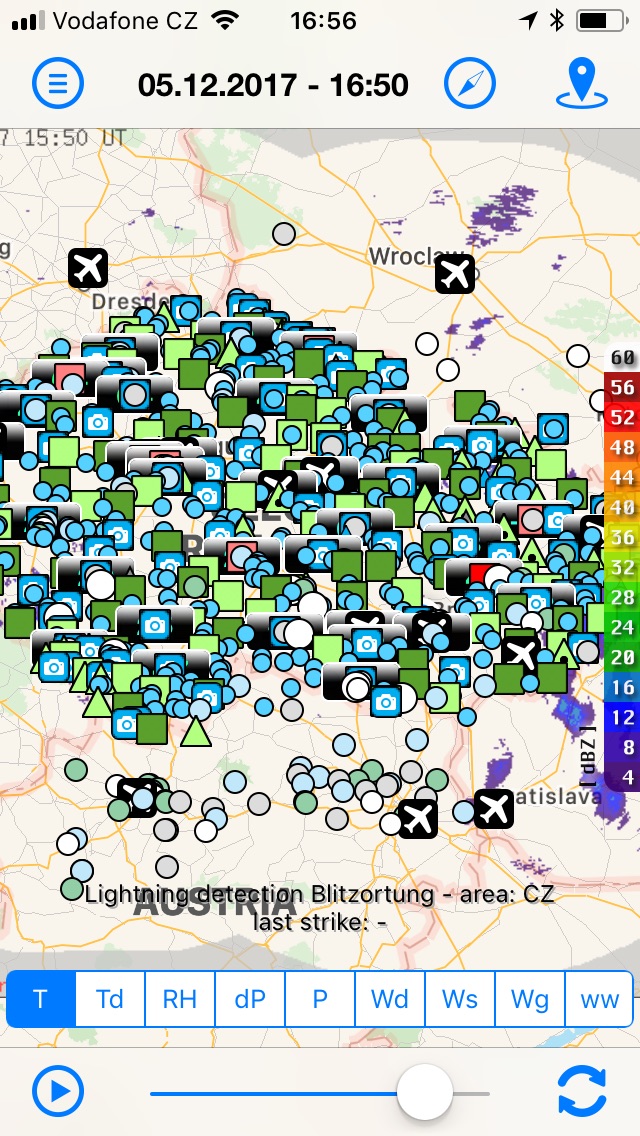 Vodafone CZ
16:56
05.12.2017 - 16:50
7 15:50 UT
Wroclaw
Dresde
60
56
52
48
44
40
36
32
28
24
20
16
12
8
4
[dBZ]
atislava
AUSTRIA
Lightning detection Blitzortung - area: CZ
last strike: -
T Td RH dP P Wd Ws Wg ww